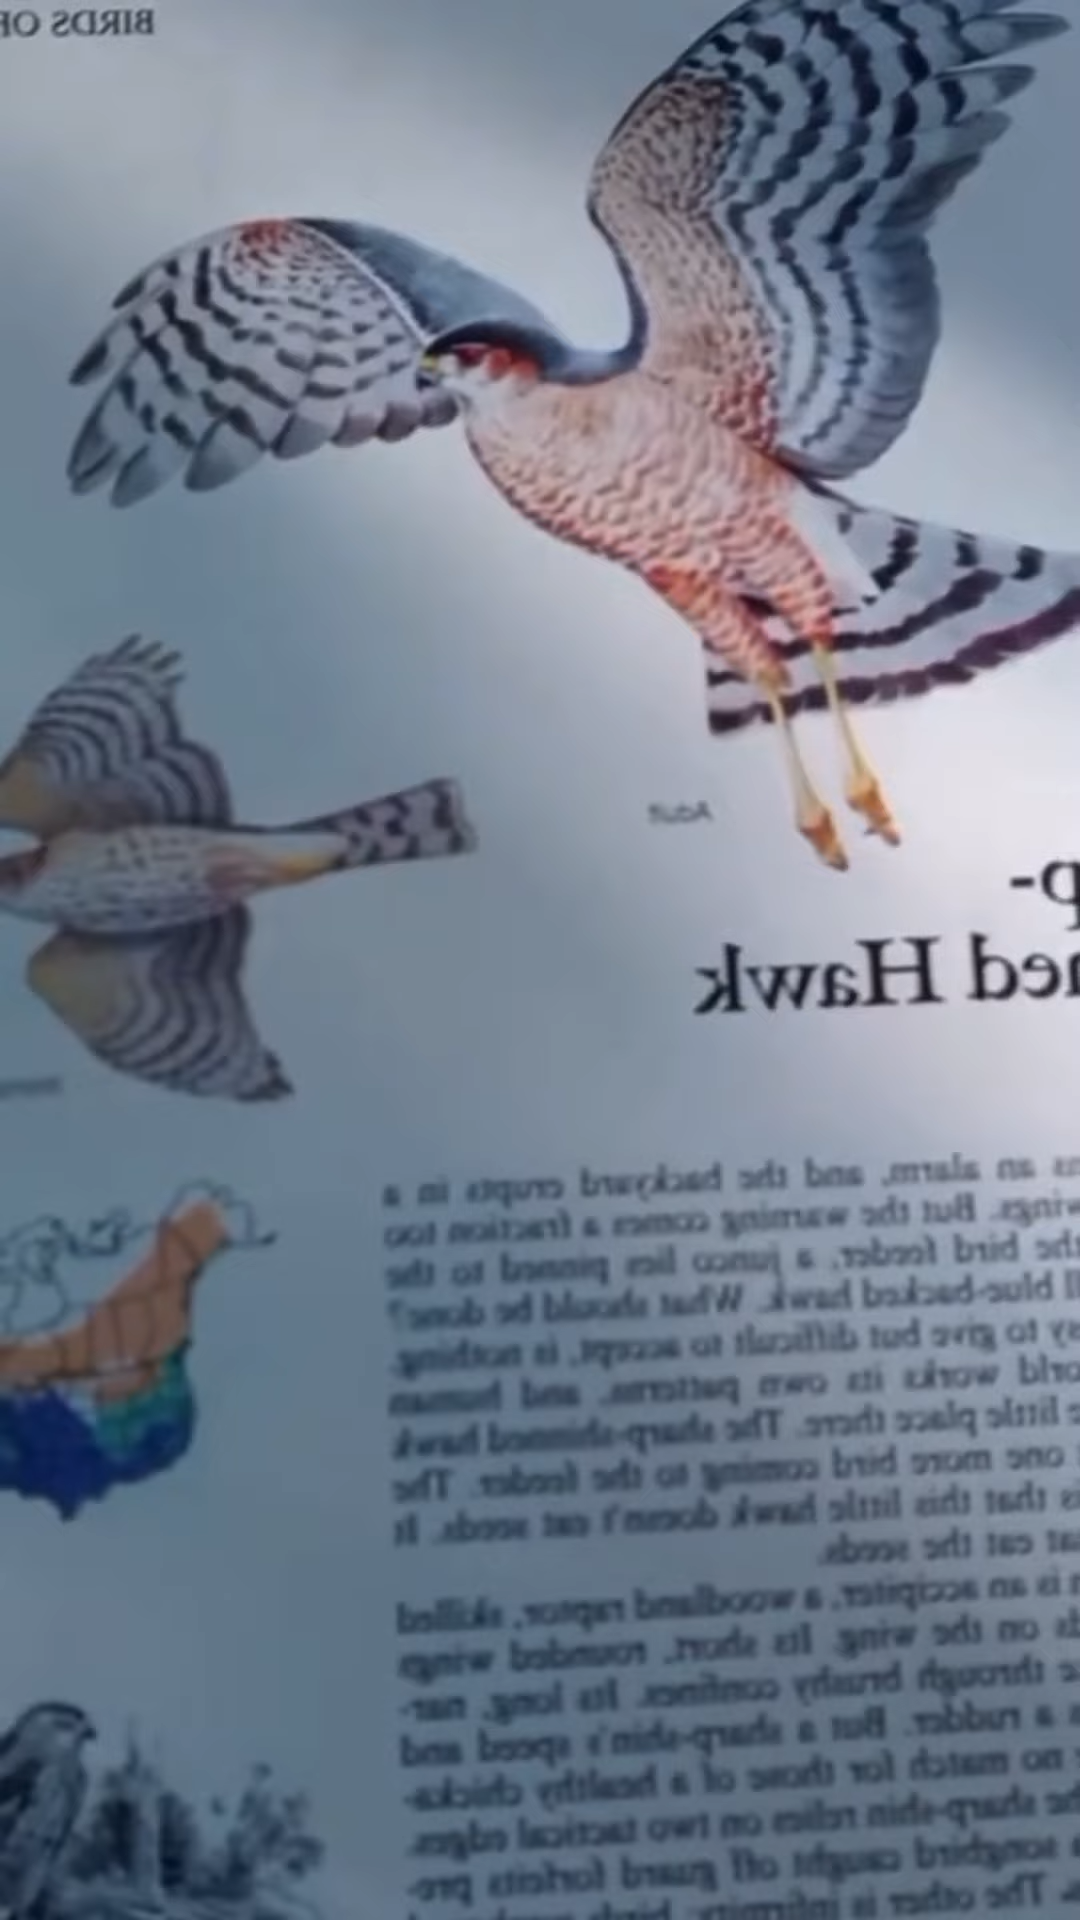 BIRDS OF
Adult
p-
ned Hawk
an alarm, and the backyard erupts in a
wings. But the warming comes a fraction too
the bird feeder, a junco lies pinned to the
ll blue-backed hawk. What should be done?
sy to give but difficult to accept, is nothing.
orld works its own patterns, and human
little place there. The sharp-shinned hawk
one more bird coming to the feeder. The
is that this little hawk doesn't eat seeds. It
at eat the seeds.
is an accipiter, a woodland raptor, skilled
ds on the wing. Its short, rounded wings
through brushy confines. Its long, nar-
s a rudder. But a sharp-shin's speed and
no match for those of a healthy chicka-
he sharp-shin relies on two tactical edges.
a songbird caught off guard forfeits pre-
The other is infirmity; birds